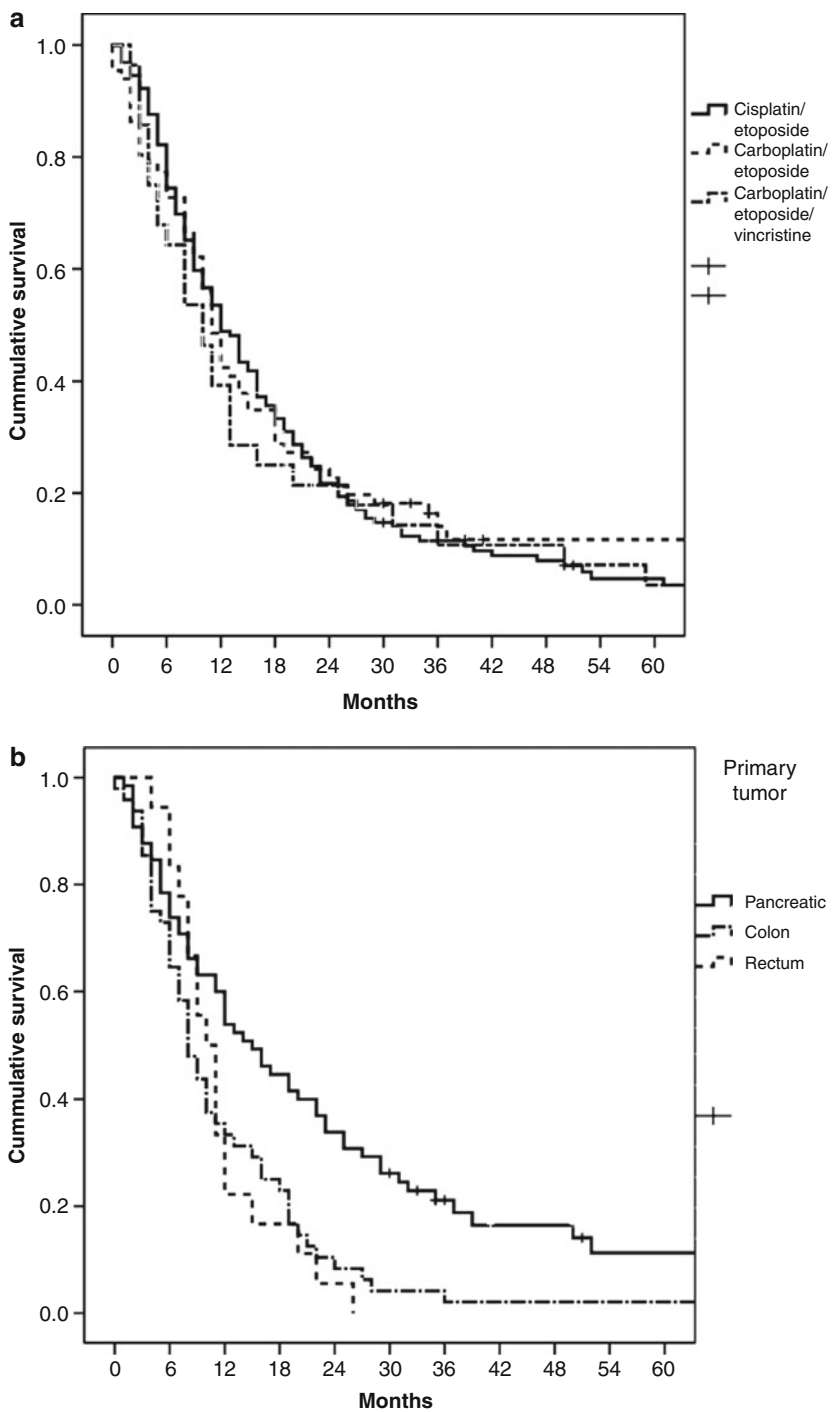 a
1.0
0.8
0.6
0.4
0.2
0.0
Cummulative survival
0 6 12 18 24 30 36 42 48 54 60
Months
Cisplatin/
etoposide
Carboplatin/
etoposide
Carboplatin/
etoposide/
vincristine
b
1.0
0.8
0.6
0.4
0.2
0.0
Cummulative survival
0 6 12 18 24 30 36 42 48 54 60
Months
Primary
tumor
Pancreatic
Colon
Rectum